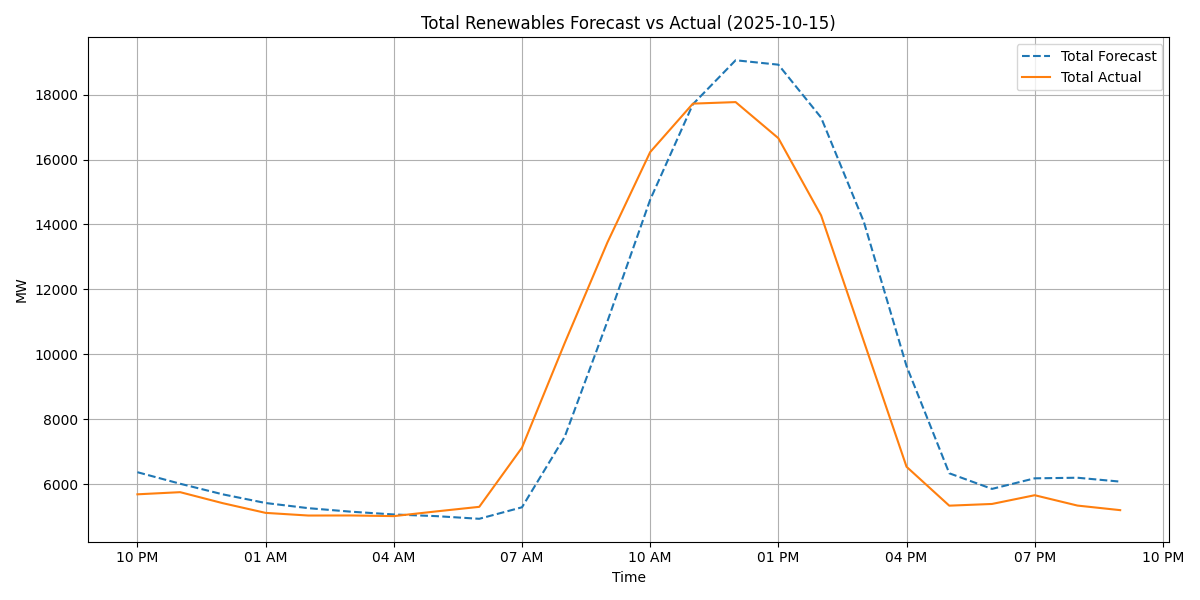 Total Renewables Forecast vs Actual (2025-10-15)
Total Forecast
Total Actual
MW
18000
16000
14000
12000
10000
8000
6000
10 PM 01 AM 04 AM 07 AM 10 AM 01 PM 04 PM 07 PM 10 PM
Time